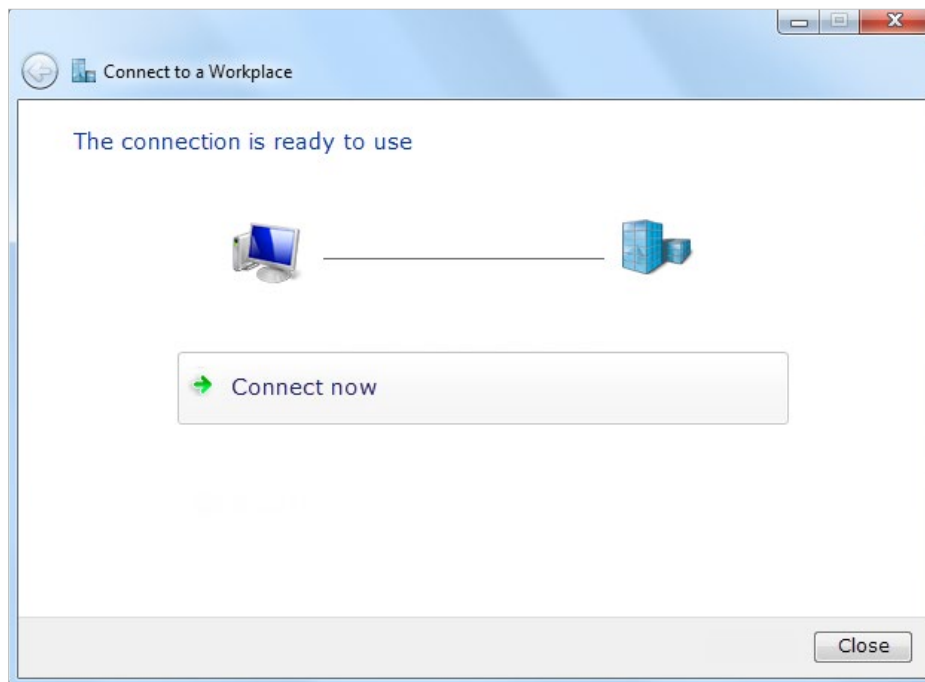 Connect to a Workplace
The connection is ready to use
Connect now
Close